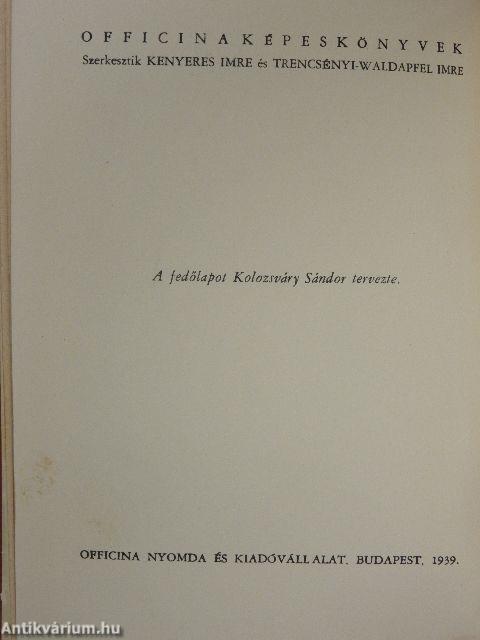 OFFICINA KÉPESKÖNYVEK
Szerkesztik KENYERES IMRE és TRENCSÉNYI-WALDAPFEL IMRE
A fedőlapot Kolozsváry Sándor tervezte.
OFFICINA NYOMDA ÉS KIADÓVÁLLALAT, BUDAPEST, 1939.
Antikvárium.hu